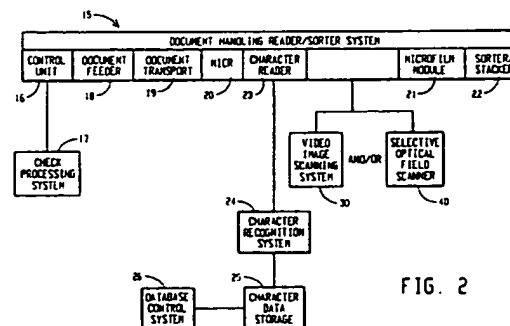 15
DOCUMENT HANDLING READER/SORTER SYSTEM
CONTROL UNIT
DOCUMENT FEEDER
DOCUMENT TRANSPORT
MICR
CHARACTER READER
MICROFILM MODULE
SORTER/ STACKER
16
18
19
20
23
21
22
17
CHECK PROCESSING SYSTEM
VIDEO IMAGE SCANNING SYSTEM
AND/OR
SELECTIVE OPTICAL FIELD SCANNER
30
40
24
CHARACTER RECOGNITION SYSTEM
26
25
DATABASE CONTROL SYSTEM
CHARACTER DATA STORAGE
FIG. 2